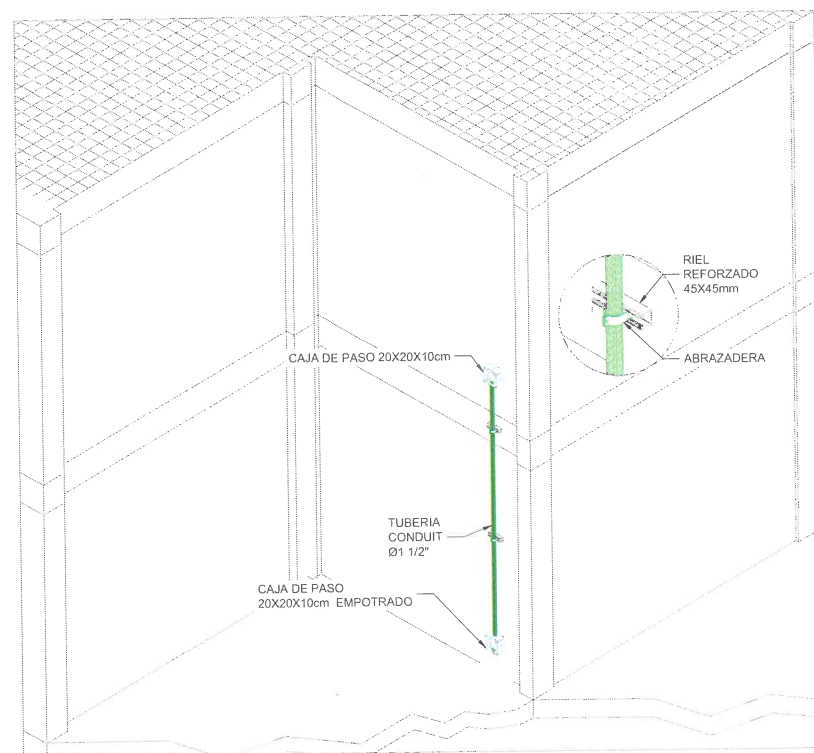 RIEL
REFORZADO
45X45mm
CAJA DE PASO 20X20X10cm
ABRAZADERA
TUBERIA
CONDUIT
Ø1 1/2"
CAJA DE PASO
20X20X10cm EMPOTRADO